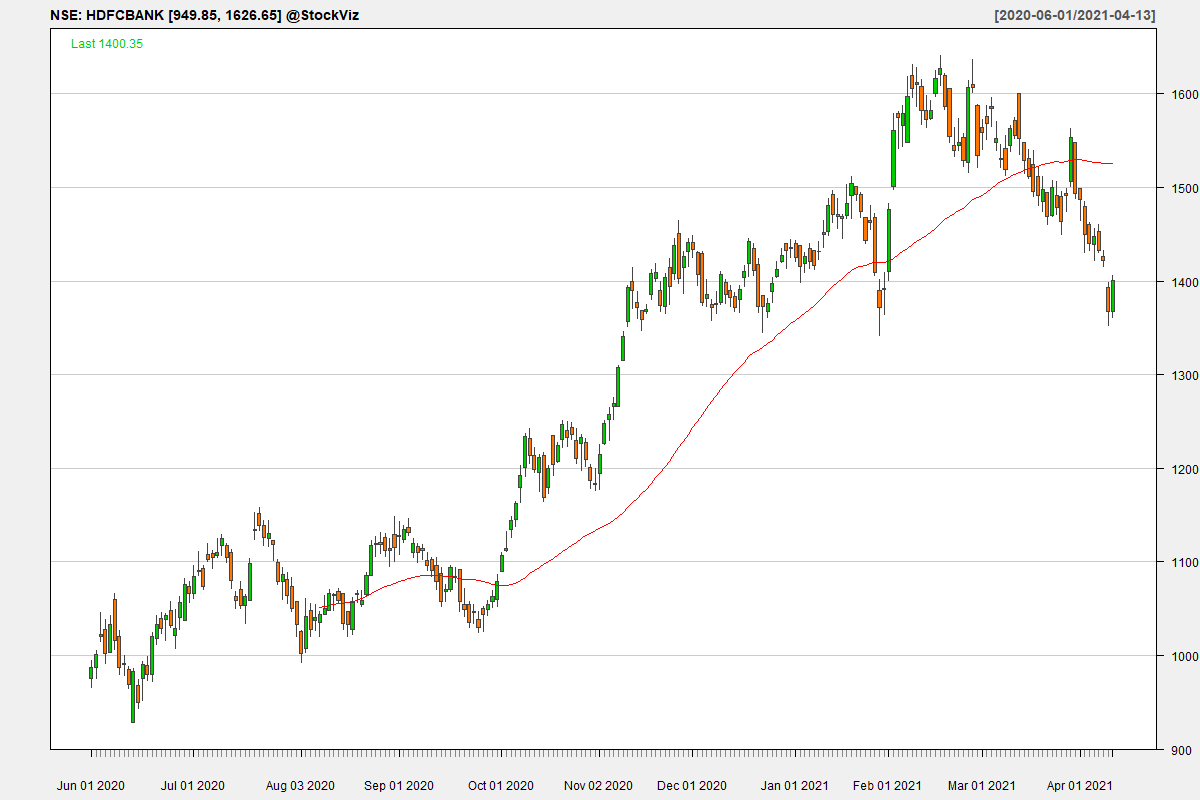 NSE: HDFCBANK [949.85, 1626.65] @StockViz
[2020-06-01/2021-04-13]
Last 1400.35
1600
1500
1400
1300
1200
1100
1000
900
Jun 01 2020
Jul 01 2020
Aug 03 2020
Sep 01 2020
Oct 01 2020
Nov 02 2020
Dec 01 2020
Jan 01 2021
Feb 01 2021
Mar 01 2021
Apr 01 2021